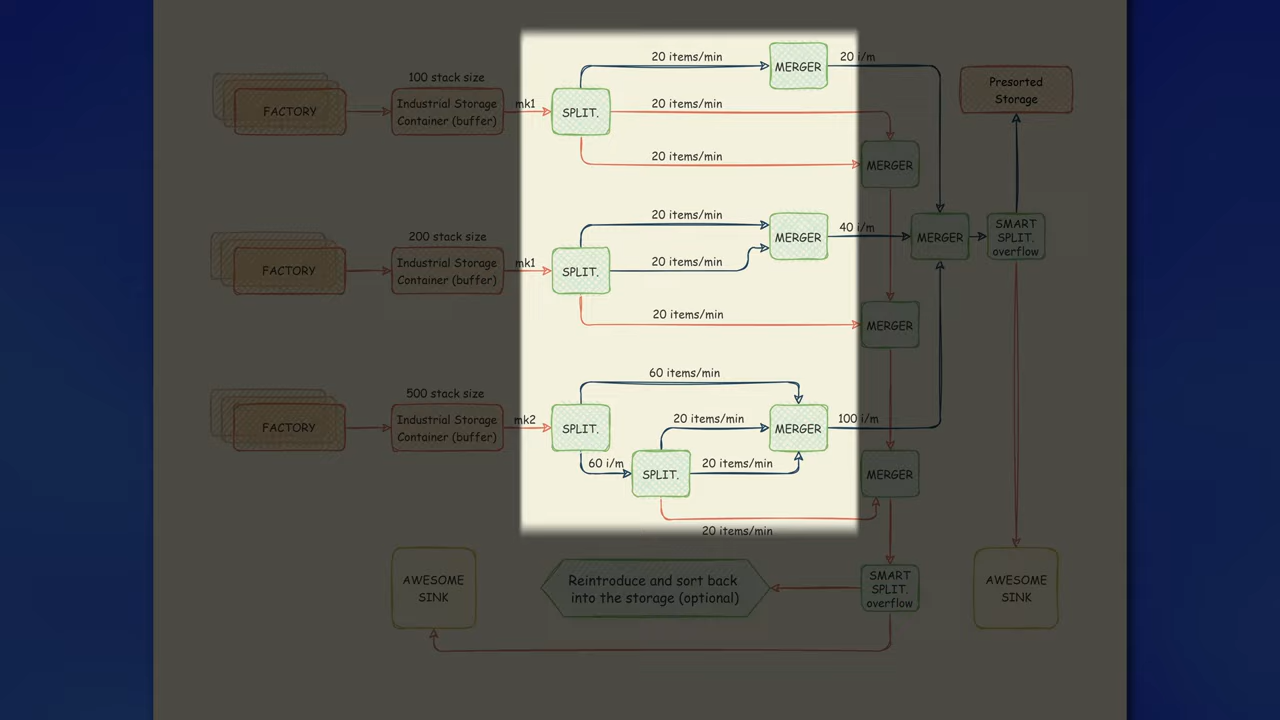 20 items/min
MERGER
20 i/m
100 stack size
Presorted
Storage
FACTORY
Industrial Storage
Container (buffer)
mk1
SPLIT.
20 items/min
20 items/min
MERGER
20 items/min
MERGER
40 i/m
MERGER
SMART
SPLIT.
overflow
200 stack size
FACTORY
Industrial Storage
Container (buffer)
mk1
SPLIT.
20 items/min
20 items/min
MERGER
60 items/min
500 stack size
FACTORY
Industrial Storage
Container (buffer)
mk2
SPLIT.
20 items/min
MERGER
100 i/m
60 i/m
SPLIT.
20 items/min
MERGER
20 items/min
AWESOME
SINK
Reintroduce and sort back
into the storage (optional)
SMART
SPLIT.
overflow
AWESOME
SINK